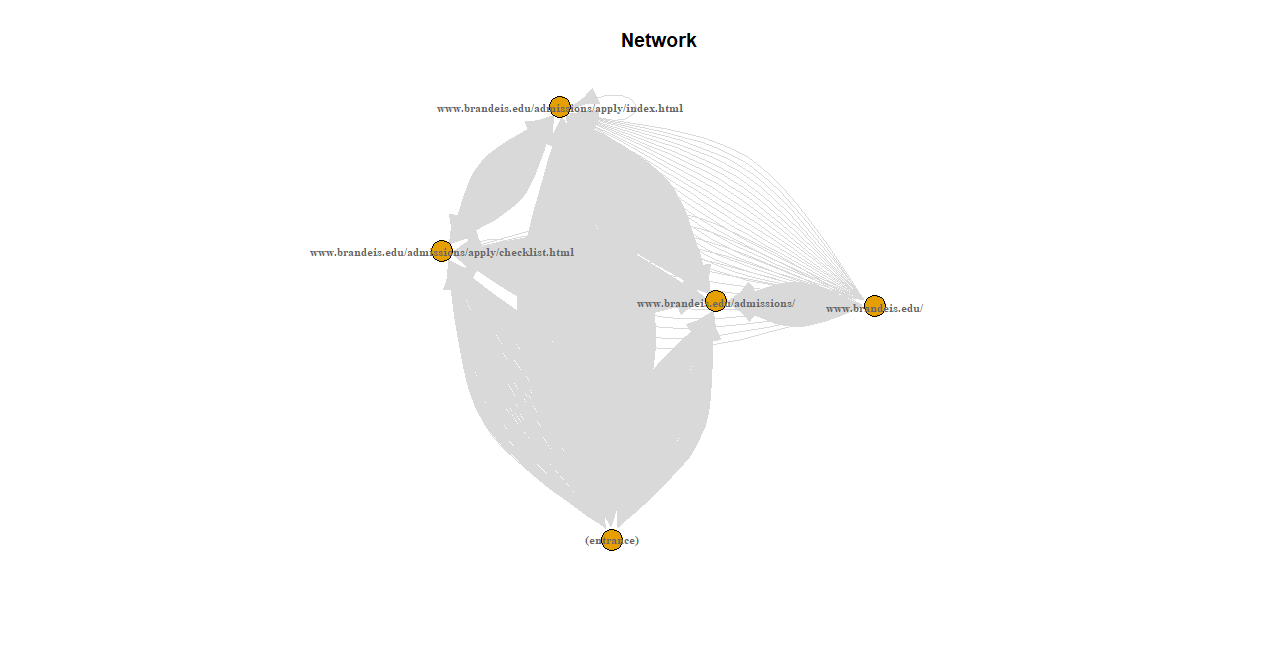 Network
www.brandeis.edu/admissions/apply/index.html
www.brandeis.edu/admissions/apply/checklist.html
www.brandeis.edu/admissions/
www.brandeis.edu/
(entrance)